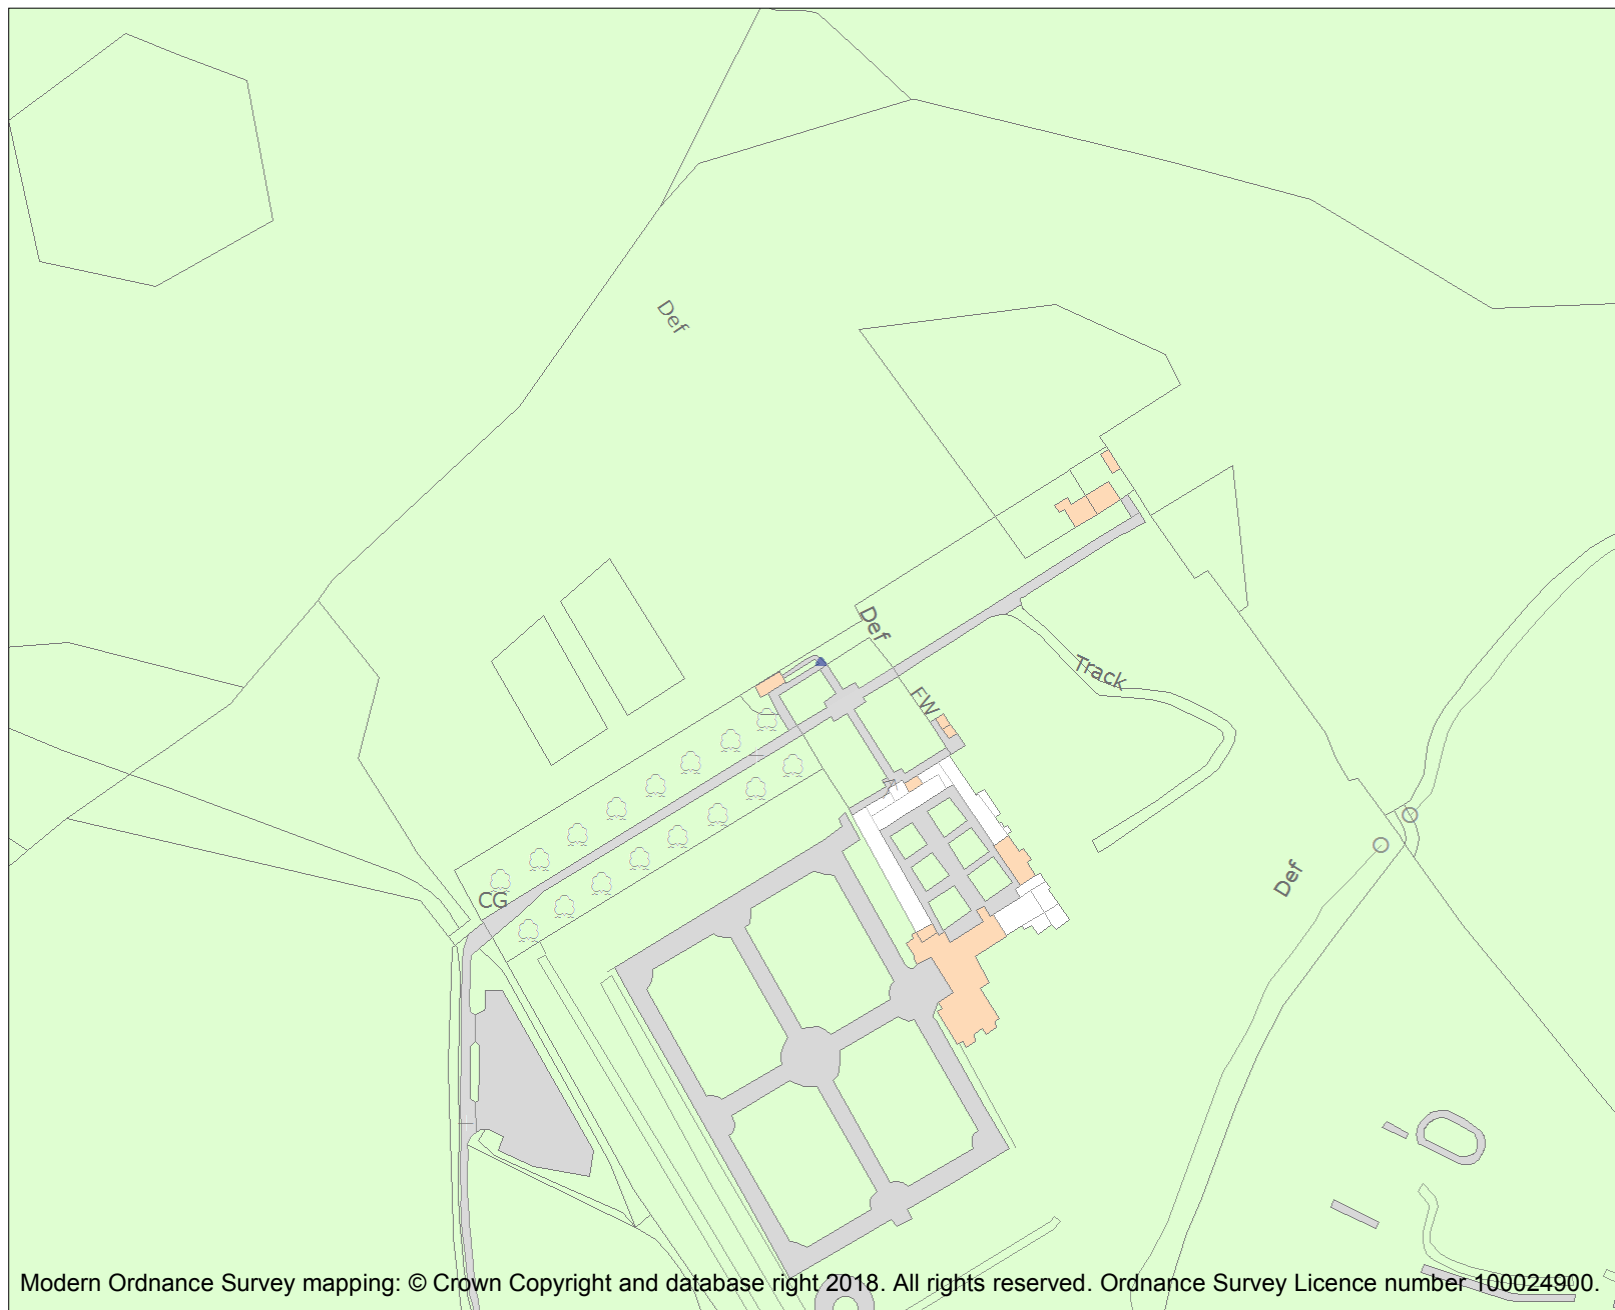 Def
Def
Track
FW
Def
CG
Modern Ordnance Survey mapping: © Crown Copyright and database right 2018. All rights reserved. Ordnance Survey Licence number 100024900.